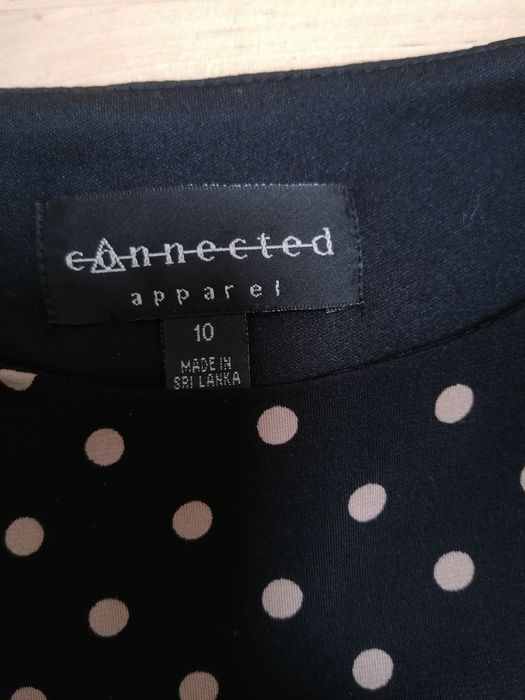 connected
apparel
10
MADE IN
SRI LANKA